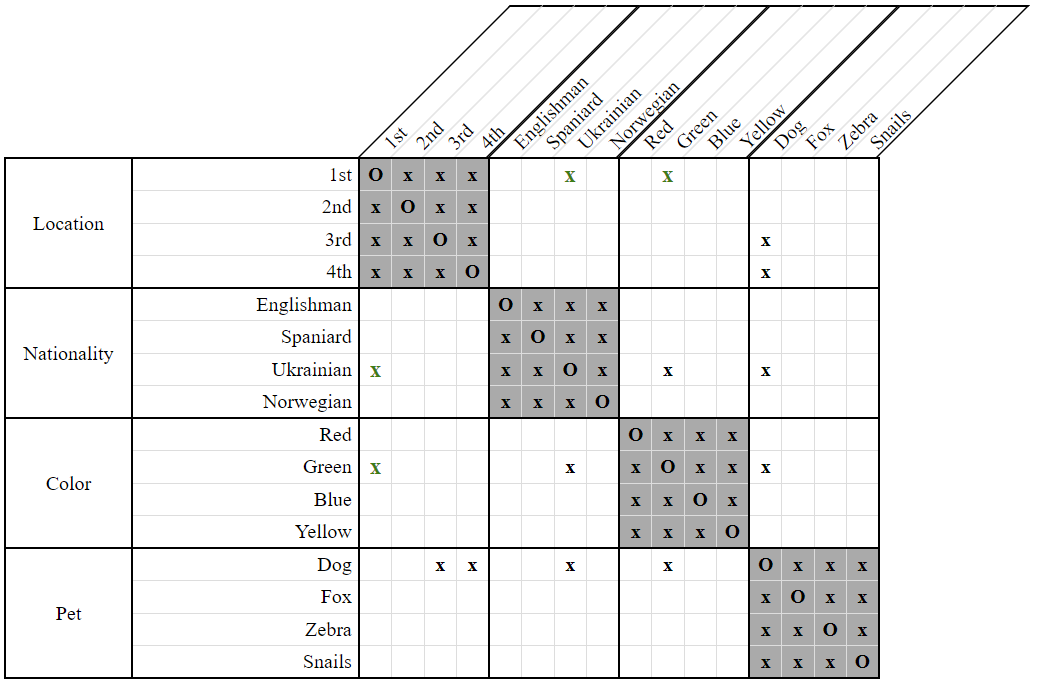 1st 2nd 3rd 4th Englishman Spaniard Ukrainian Norwegian Red Green Blue Yellow Dog Fox Zebra Snails
Location
1st O x x x x x
2nd x O x x
3rd x x O x x
4th x x x O x
Nationality
Englishman O x x x
Spaniard x O x x
Ukrainian x x x O x x x
Norwegian x x x O
Color
Red O x x x
Green x x x O x x x
Blue x x O x
Yellow x x x O
Pet
Dog x x x x O x x x
Fox x O x x
Zebra x x O x
Snails x x x O